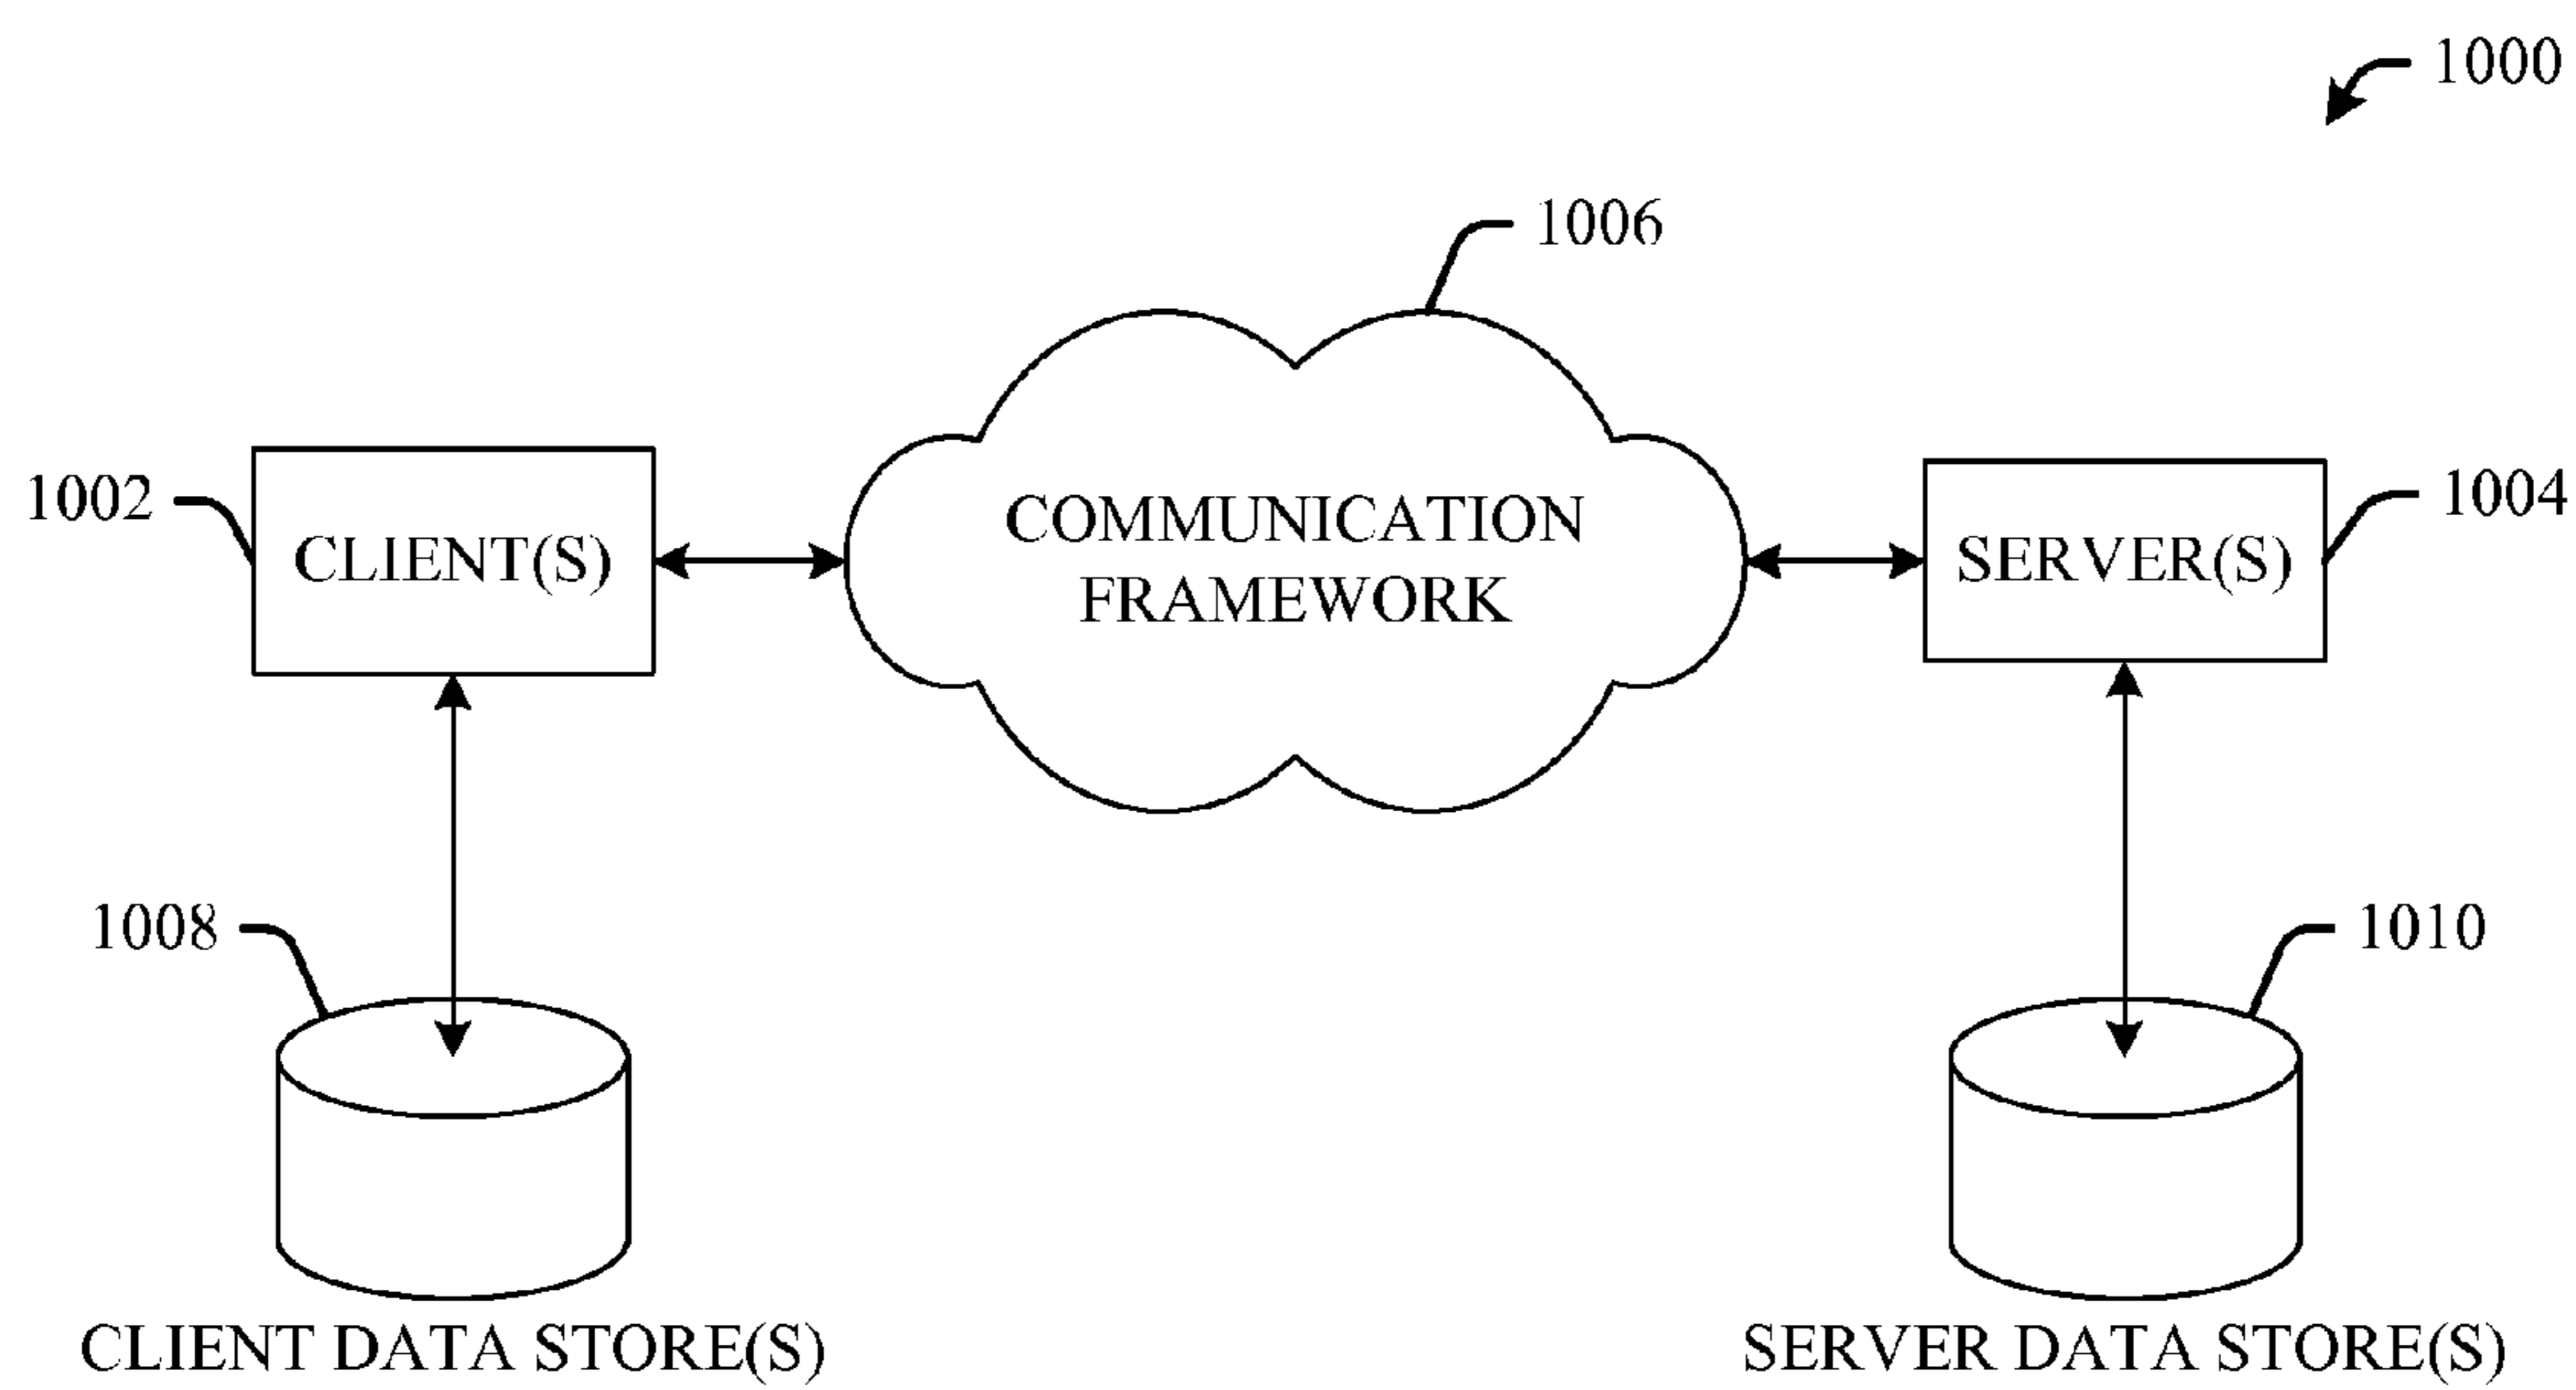 1000
1006
1002
CLIENT(S)
COMMUNICATION
FRAMEWORK
SERVER(S)
1004
1008
1010
CLIENT DATA STORE(S)
SERVER DATA STORE(S)